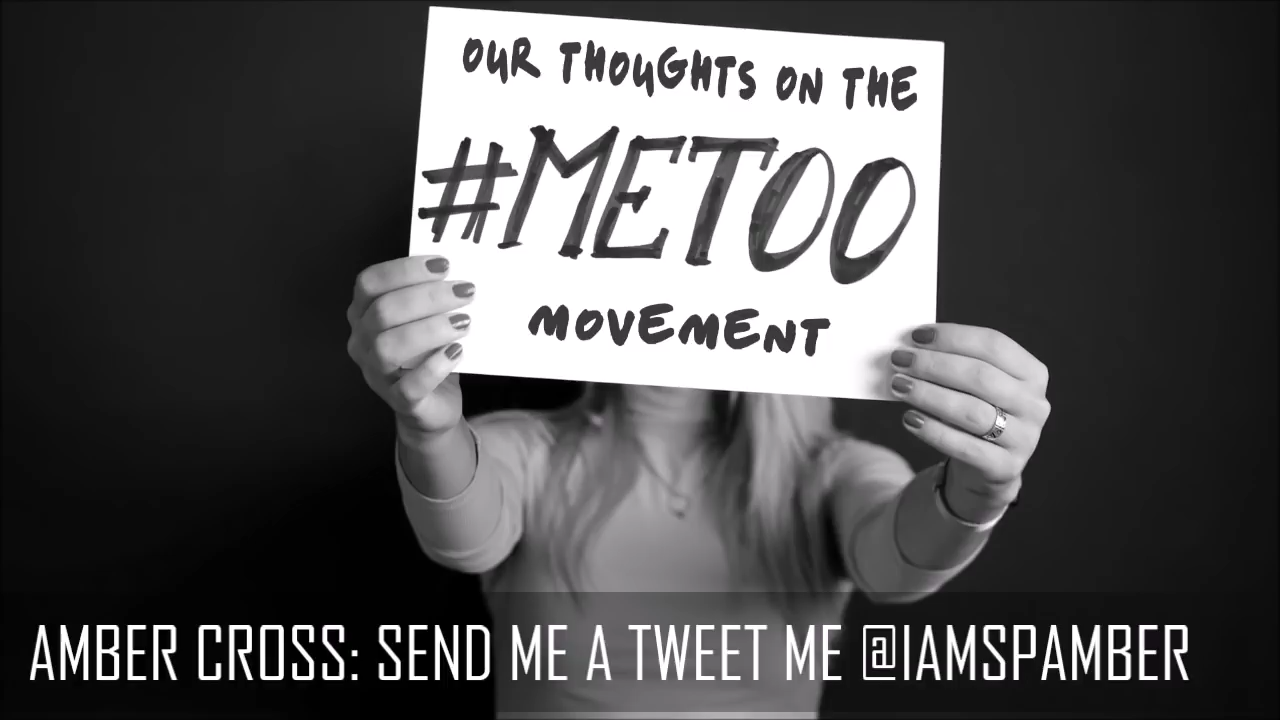 OUR THOUGHTS ON THE
#METOO
MOVEMENT
AMBER CROSS: SEND ME A TWEET ME @IAMSPAMBER